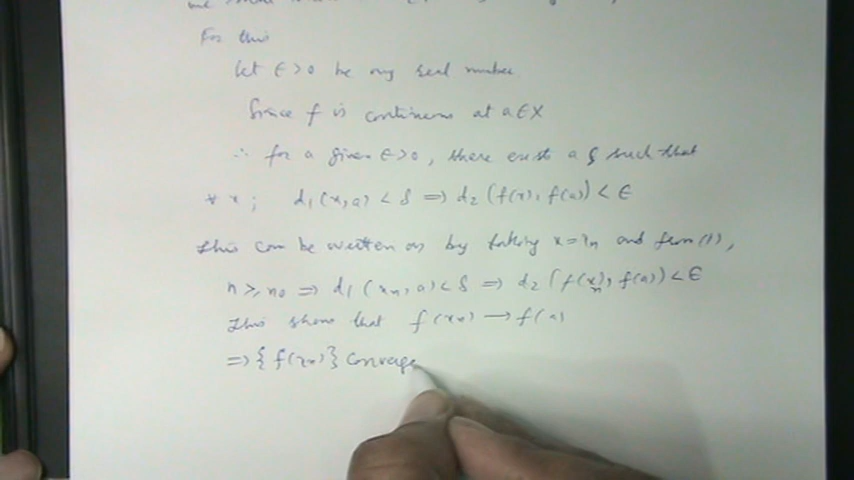 For this
let ϵ>0 be any real number.
Since f is continuous at a∈X
∴ for a given ϵ>0, there exists a δ such that
∀ x; d₁(x,a) < δ ⇒ d₂(f(x), f(a)) < ϵ
This can be written as by taking x=xₙ and from (1),
n ≥ n₀ ⇒ d₁(xₙ,a) < δ ⇒ d₂(f(xₙ), f(a)) < ϵ
This shows that f(xₙ) → f(a)
⇒ {f(xₙ)} converge